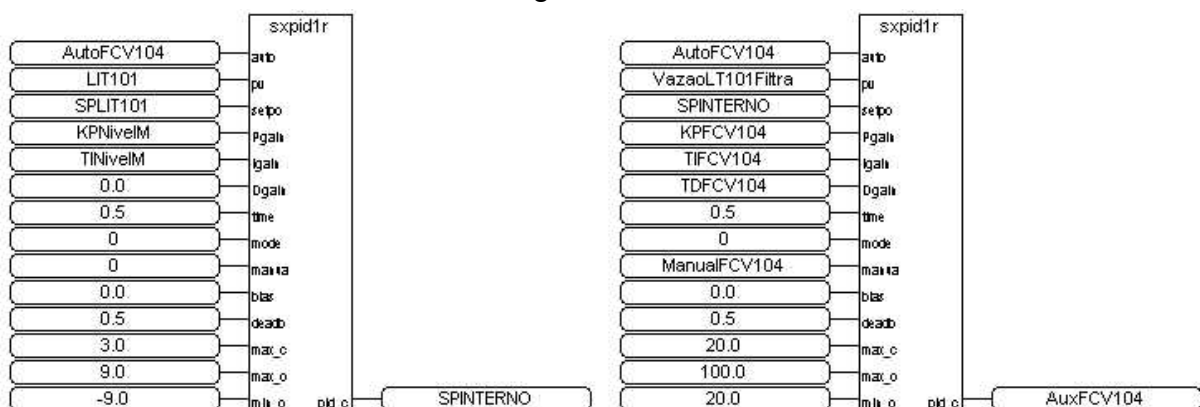 sxpid1r
AutoFCV104 auto
LIT101 pu
SPLIT101 setpo
KPNivelM Pgain
TINivelM Igain
0.0 Dgain
0.5 time
0 mode
0 manua
0.0 bias
0.5 deadb
3.0 max_c
9.0 max_o
-9.0 min_o pid_c SPINTERNO
sxpid1r
AutoFCV104 auto
VazaoLT101Filtra pu
SPINTERNO setpo
KPFCV104 Pgain
TIFCV104 Igain
TDFCV104 Dgain
0.5 time
0 mode
ManualFCV104 manua
0.0 bias
0.5 deadb
20.0 max_c
100.0 max_o
20.0 min_o pid_c AuxFCV104